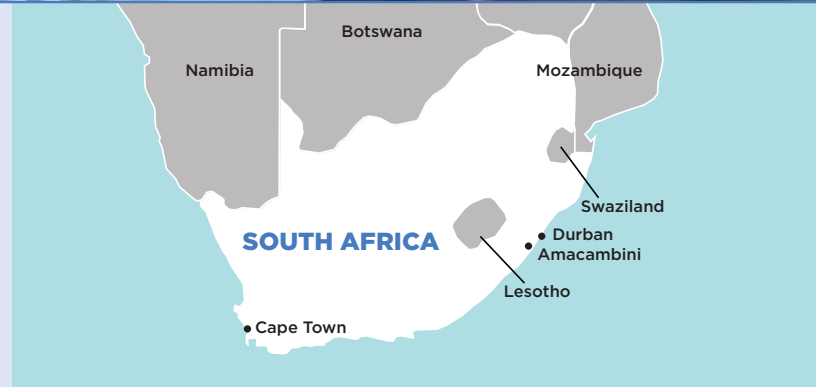 Botswana
Namibia
Mozambique
Swaziland
SOUTH AFRICA
Durban
Amacambini
Lesotho
Cape Town